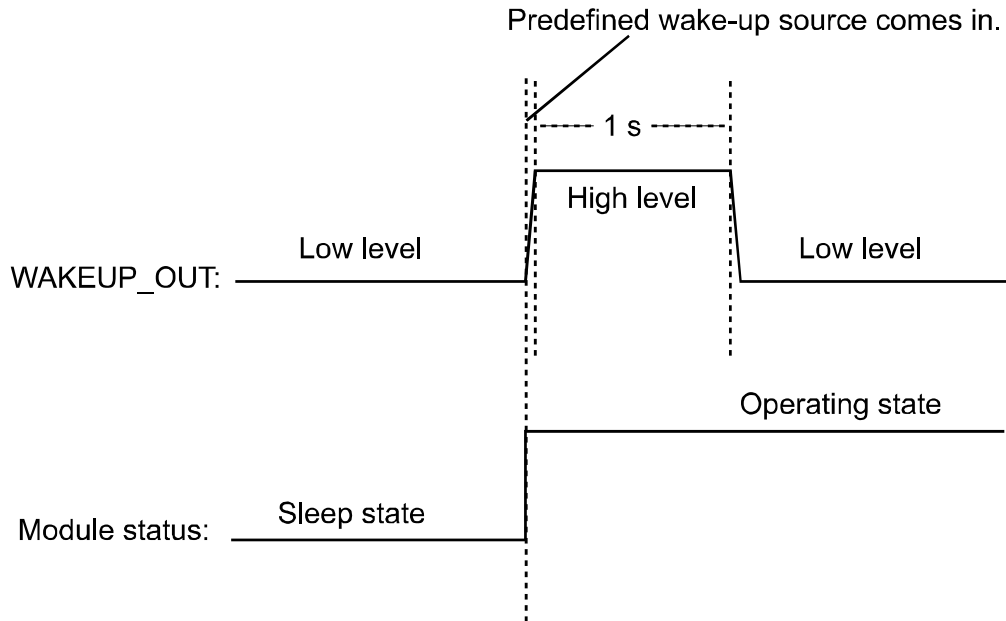 Predefined wake-up source comes in.
1 s
High level
Low level
Low level
WAKEUP_OUT:
Operating state
Sleep state
Module status: